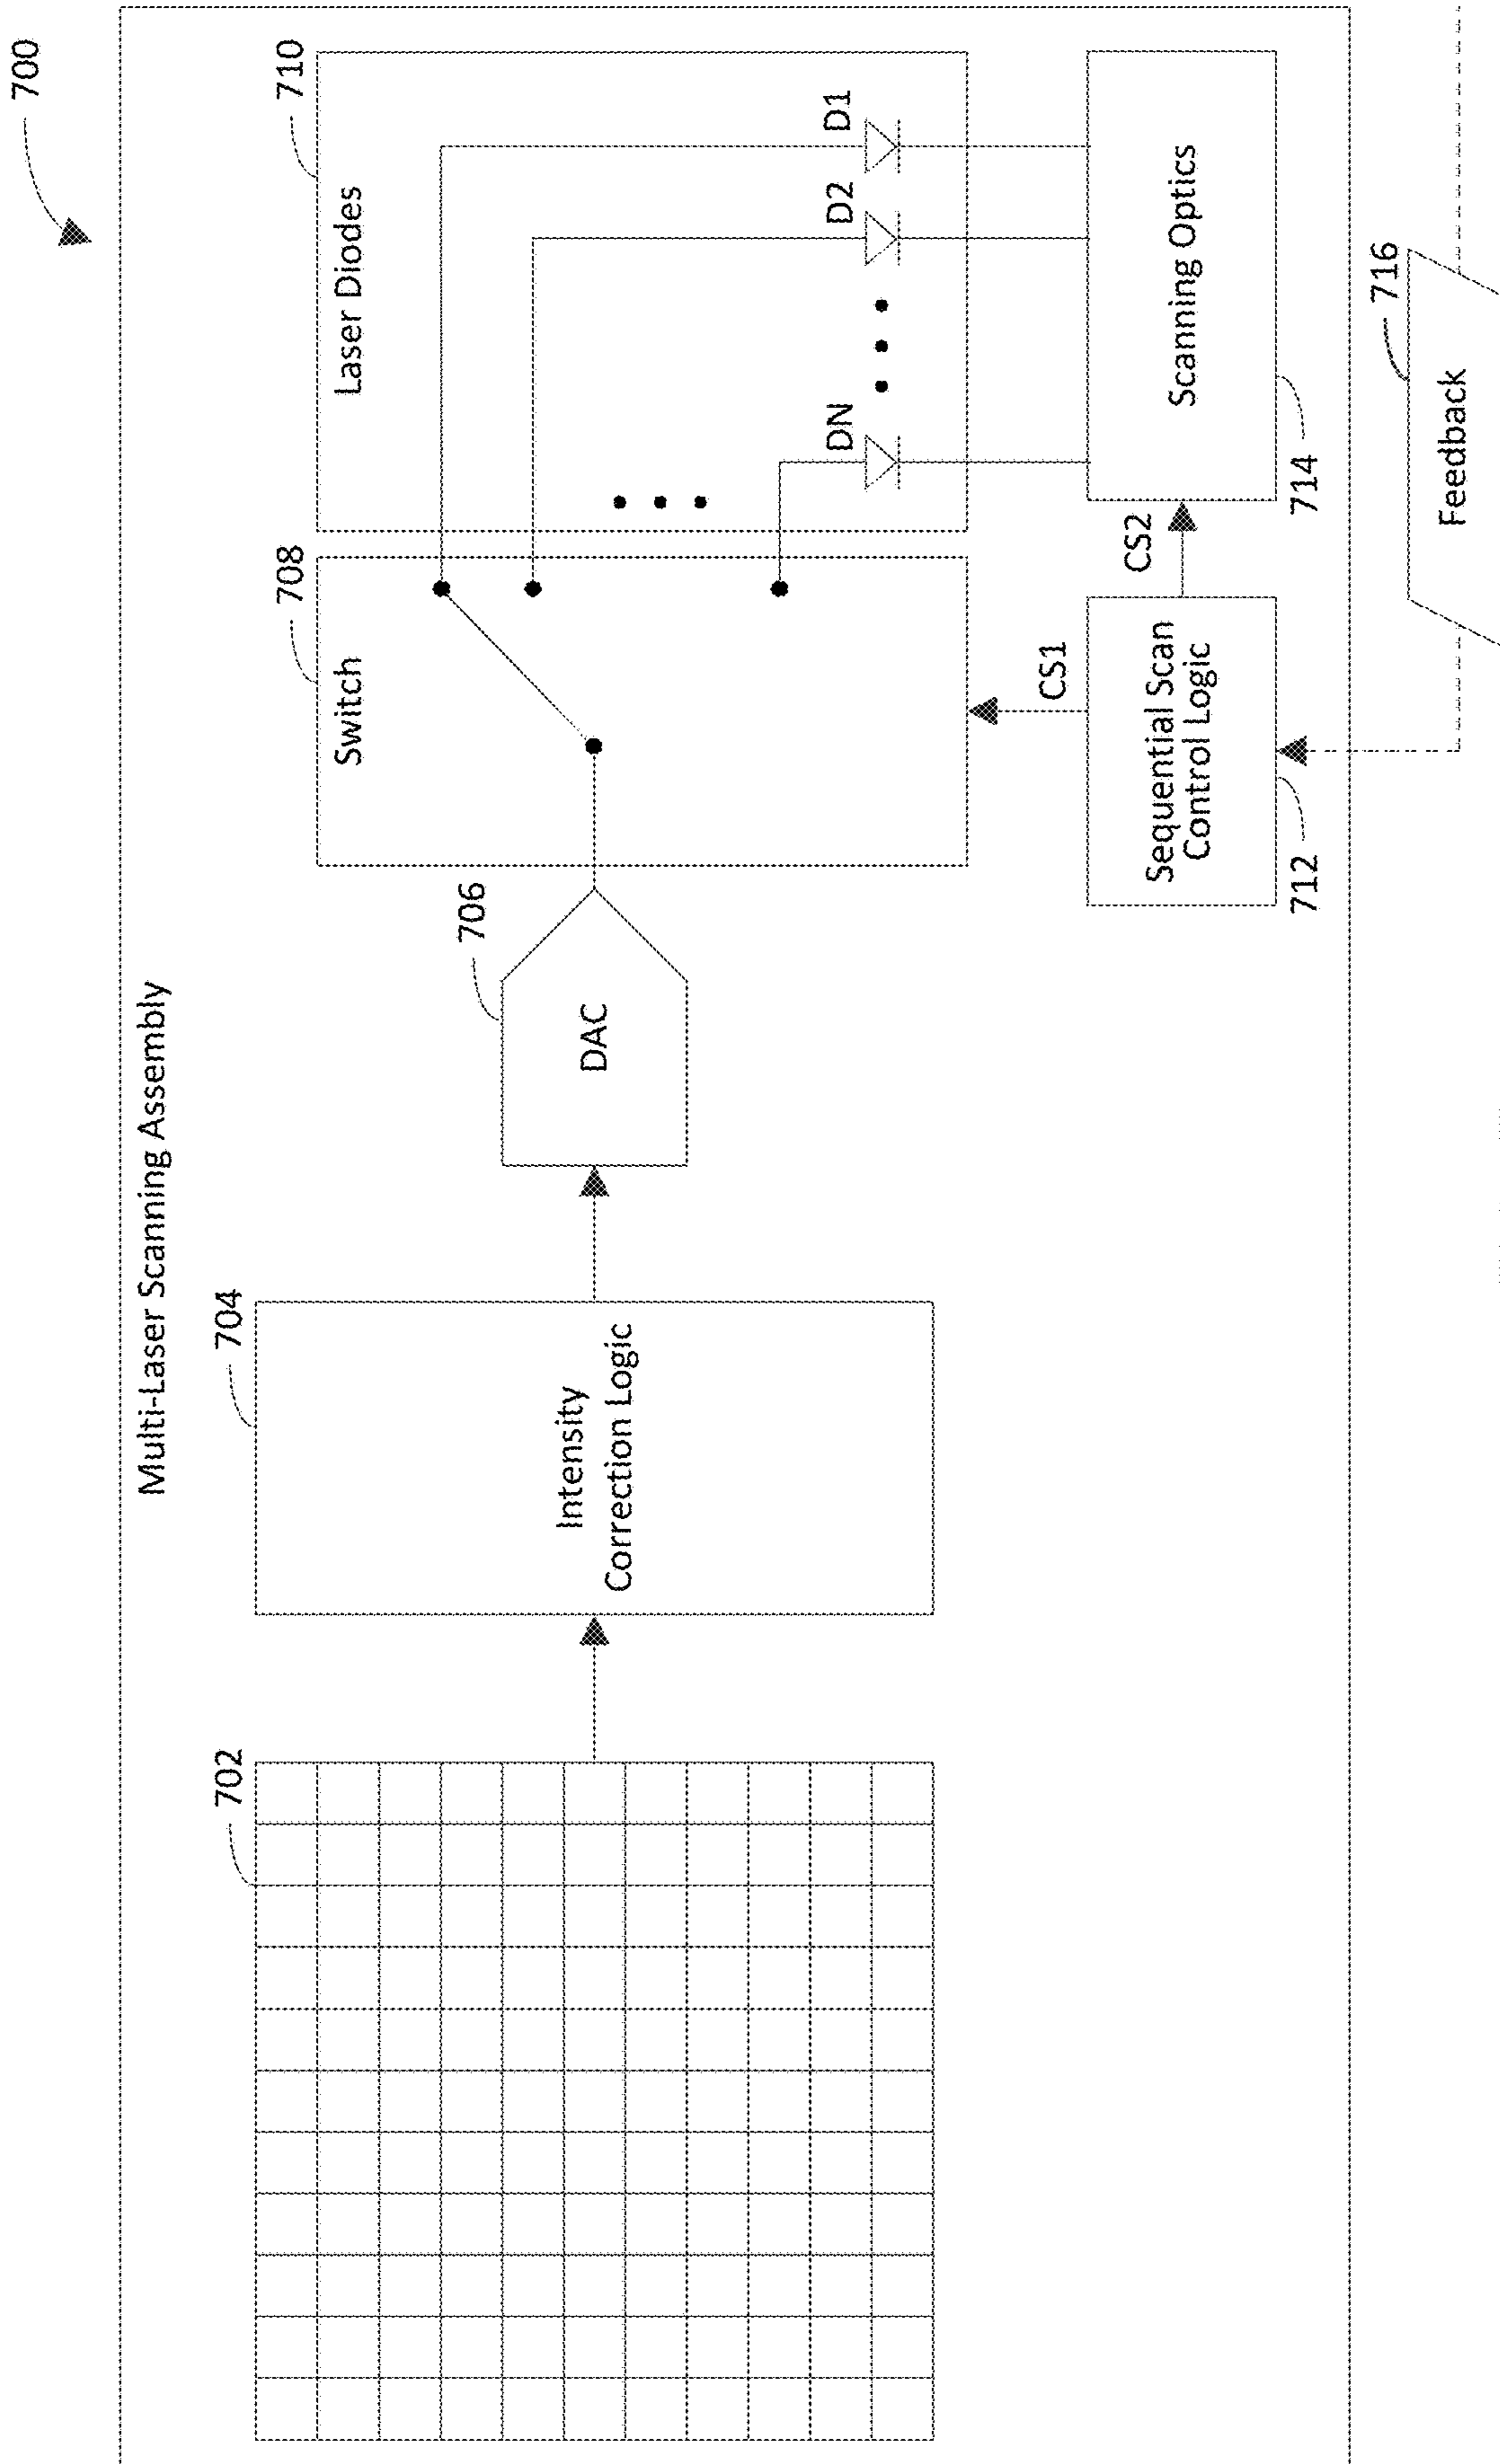 700
Multi-Laser Scanning Assembly
702
704
Intensity
Correction Logic
706
DAC
708
Switch
710
Laser Diodes
D1
D2
DN
CS1
CS2
Sequential Scan
Control Logic
712
Scanning Optics
714
716
Feedback